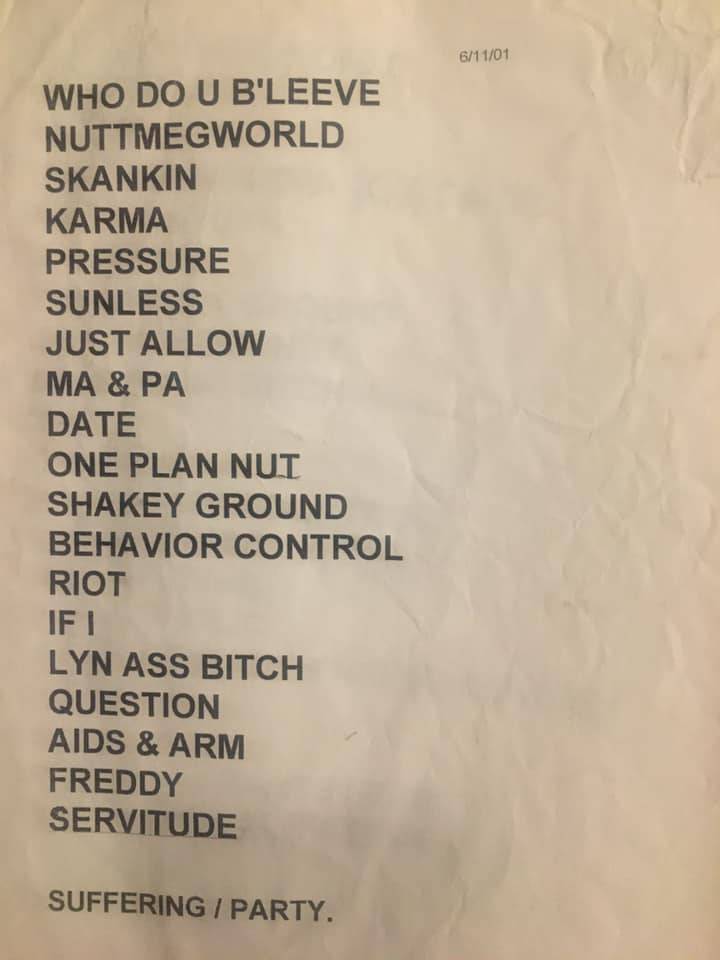 6/11/01
WHO DO U B'LEEVE
NUTTMEGWORLD
SKANKIN
KARMA
PRESSURE
SUNLESS
JUST ALLOW
MA & PA
DATE
ONE PLAN NUT
SHAKEY GROUND
BEHAVIOR CONTROL
RIOT
IF I
LYN ASS BITCH
QUESTION
AIDS & ARM
FREDDY
SERVITUDE
SUFFERING / PARTY.